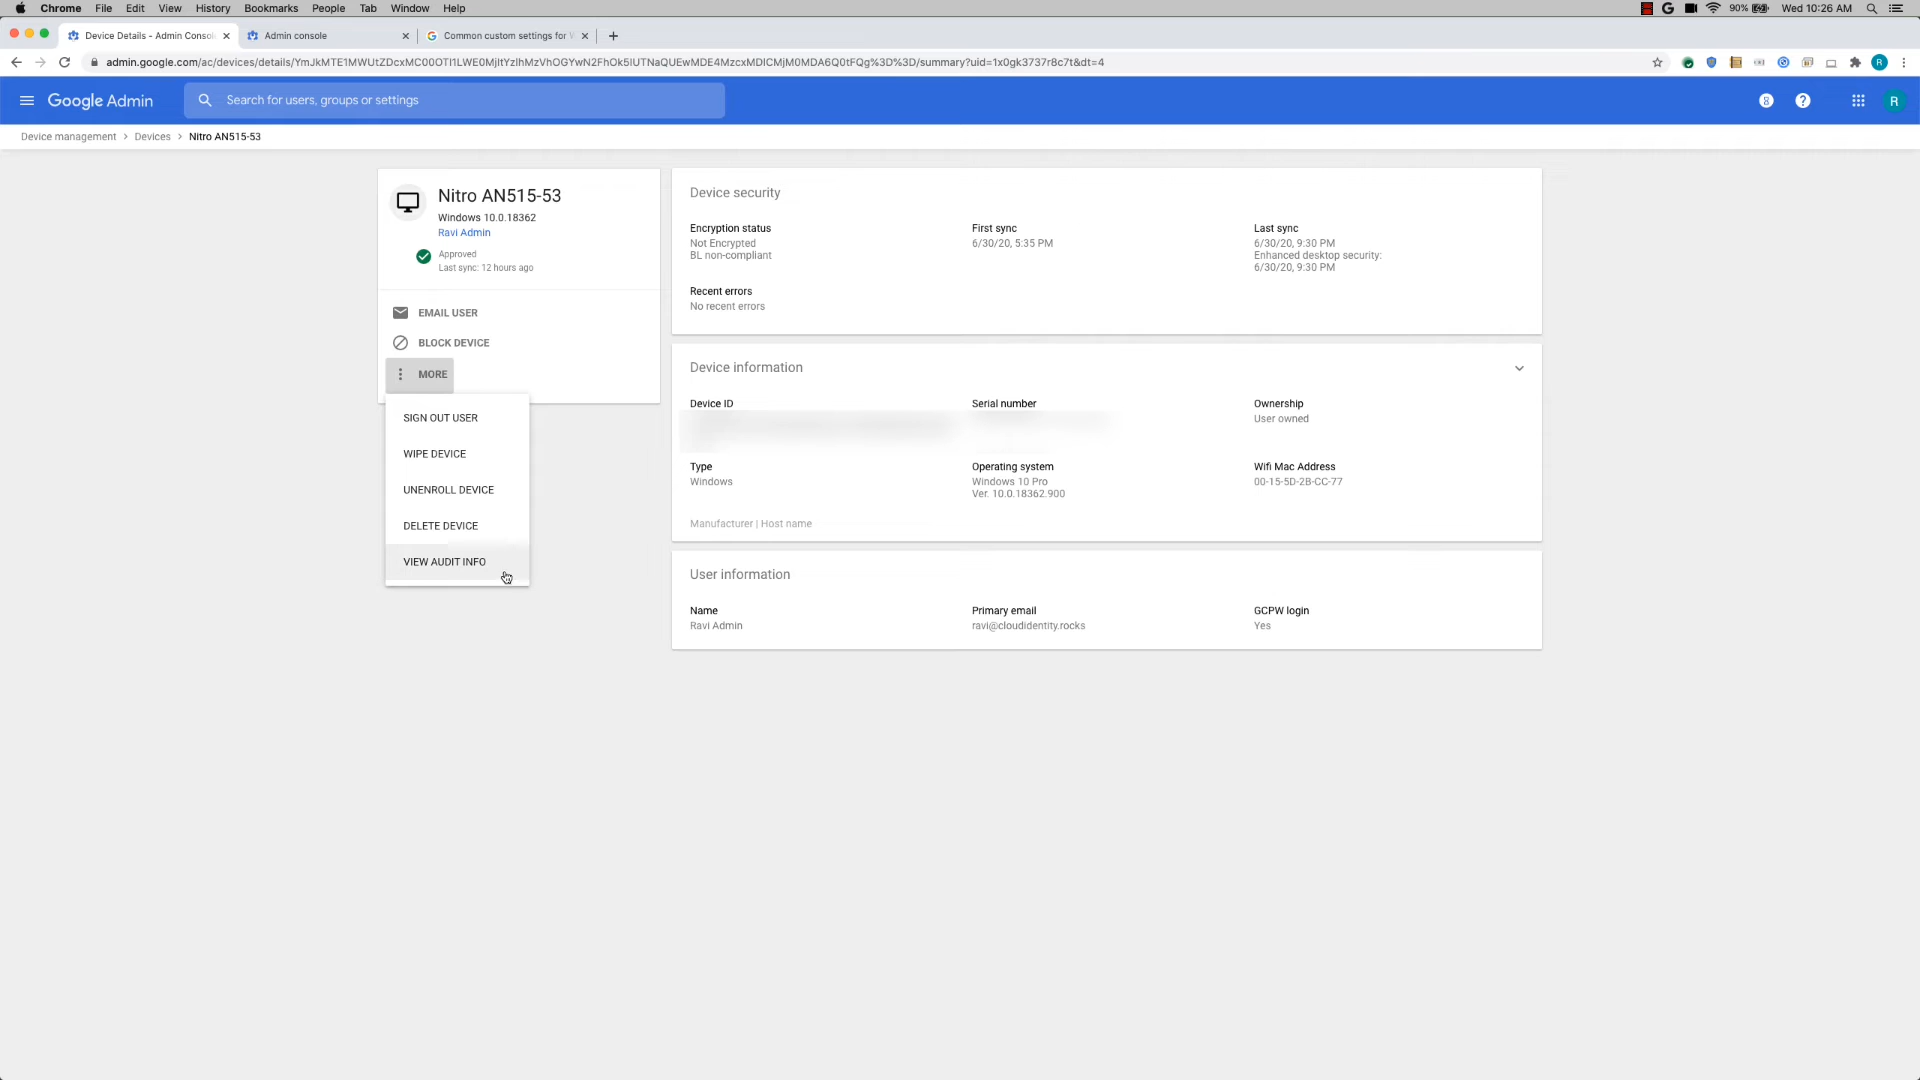 Chrome File Edit View History Bookmarks People Tab Window Help 90% Wed 10:26 AM
Device Details - Admin Consol Admin console Common custom settings for
admin.google.com/ac/devices/details/YmJkMTE1MWUtZDcxMC00OTI1LWE0MjItYzlhMzVhOGYwN2FhOk5IUTNaQUEwMDE4MzcxMDlCMjM0MDA6Q0tFQg%3D%3D/summary?uid=1x0gk3737r8c7t&dt=4
Google Admin Search for users, groups or settings 8 ? R
Device management > Devices > Nitro AN515-53
Nitro AN515-53
Windows 10.0.18362
Ravi Admin
Approved
Last sync: 12 hours ago
EMAIL USER
BLOCK DEVICE
MORE
SIGN OUT USER
WIPE DEVICE
UNENROLL DEVICE
DELETE DEVICE
VIEW AUDIT INFO
Device security
Encryption status
Not Encrypted
BL non-compliant
First sync
6/30/20, 5:35 PM
Last sync
6/30/20, 9:30 PM
Enhanced desktop security:
6/30/20, 9:30 PM
Recent errors
No recent errors
Device information
Device ID
Serial number
Ownership
User owned
Type
Windows
Operating system
Windows 10 Pro
Ver. 10.0.18362.900
Wifi Mac Address
00-15-5D-2B-CC-77
Manufacturer | Host name
User information
Name
Ravi Admin
Primary email
ravi@cloudidentity.rocks
GCPW login
Yes